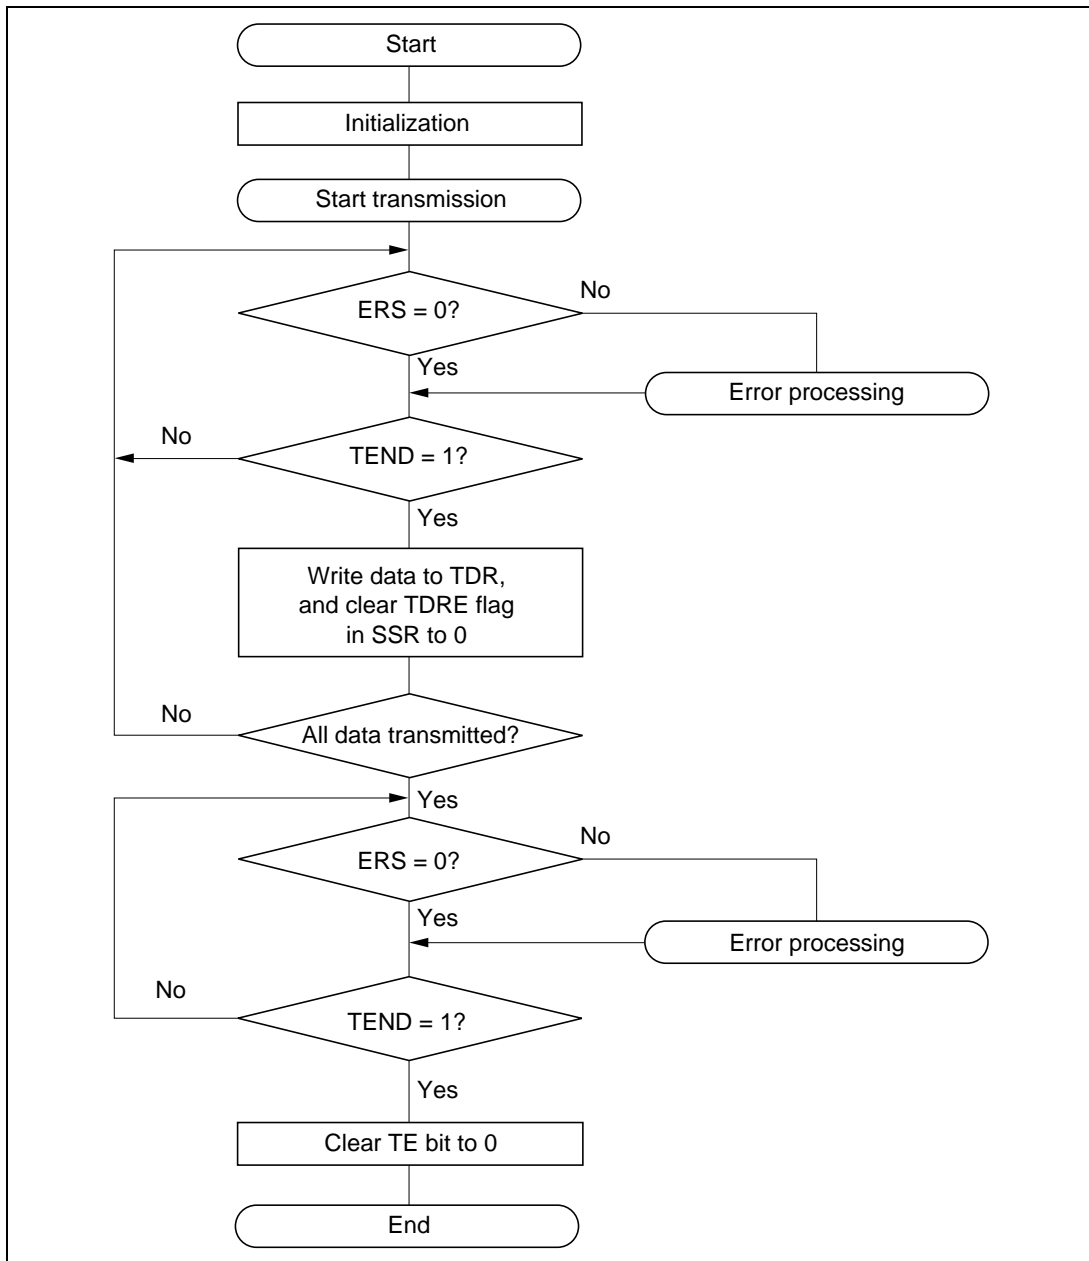 Start
Initialization
Start transmission
ERS = 0?
No
Yes
Error processing
No
TEND = 1?
Yes
Write data to TDR,
and clear TDRE flag
in SSR to 0
No
All data transmitted?
Yes
No
ERS = 0?
Yes
Error processing
No
TEND = 1?
Yes
Clear TE bit to 0
End